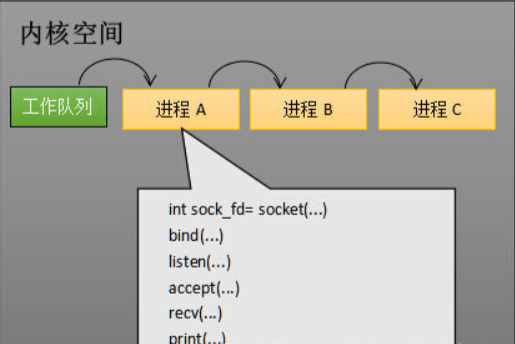 内核空间
工作队列
进程 A
进程 B
进程 C
int sock_fd= socket(...)
bind(...)
listen(...)
accept(...)
recv(...)
print(...)